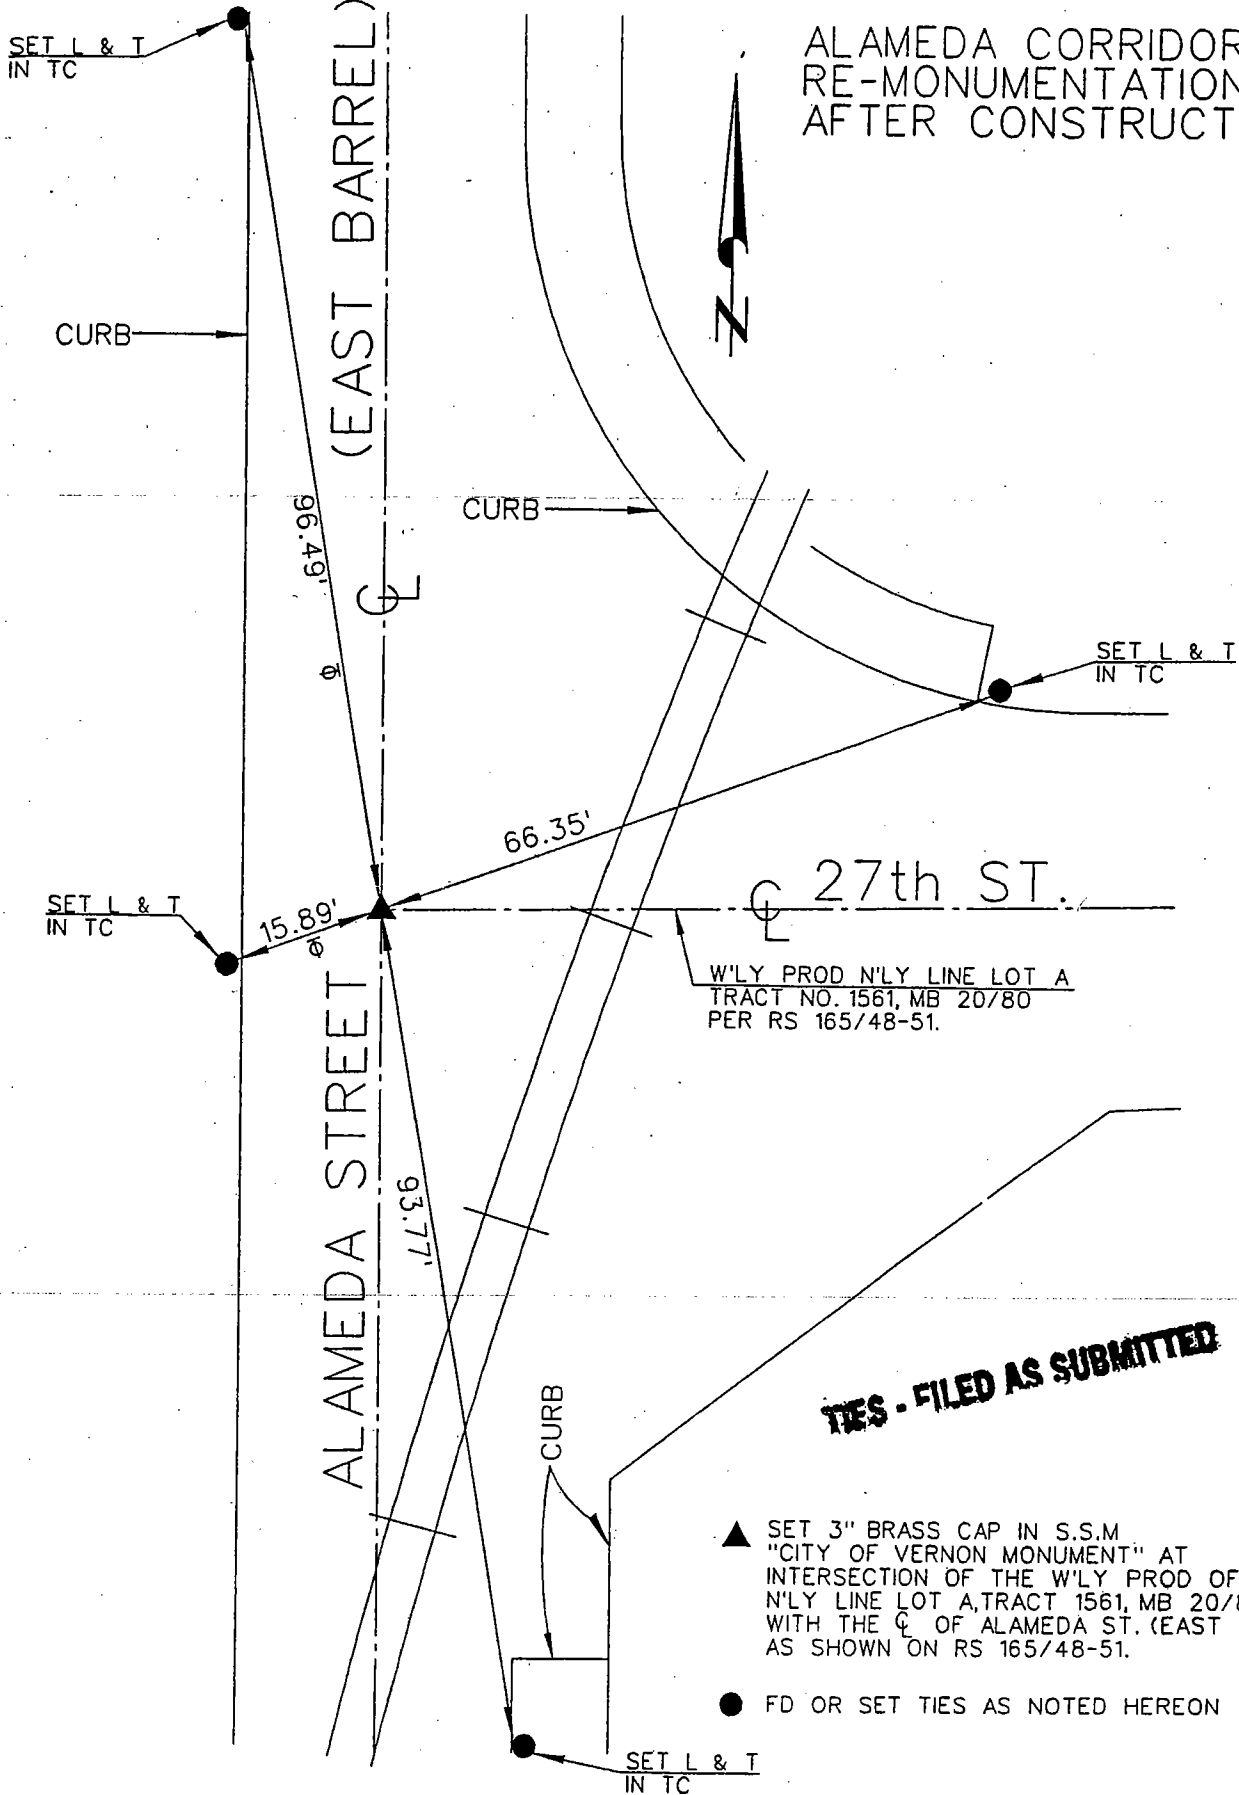 ALAMEDA CORRIDOR
RE-MONUMENTATION
AFTER CONSTRUCT
SET L & T
IN TC
(EAST BARREL)
N
CURB
CURB
96.49'
℄
SET L & T
IN TC
66.35'
SET L & T
IN TC
15.89'
℄ 27th ST.
W'LY PROD N'LY LINE LOT A
TRACT NO. 1561, MB 20/80
PER RS 165/48-51.
ALAMEDA STREET
93.77'
TIES - FILED AS SUBMITTED
CURB
SET 3" BRASS CAP IN S.S.M
"CITY OF VERNON MONUMENT" AT
INTERSECTION OF THE W'LY PROD OF
N'LY LINE LOT A,TRACT 1561, MB 20/8
WITH THE ℄ OF ALAMEDA ST. (EAST
AS SHOWN ON RS 165/48-51.
FD OR SET TIES AS NOTED HEREON
SET L & T
IN TC